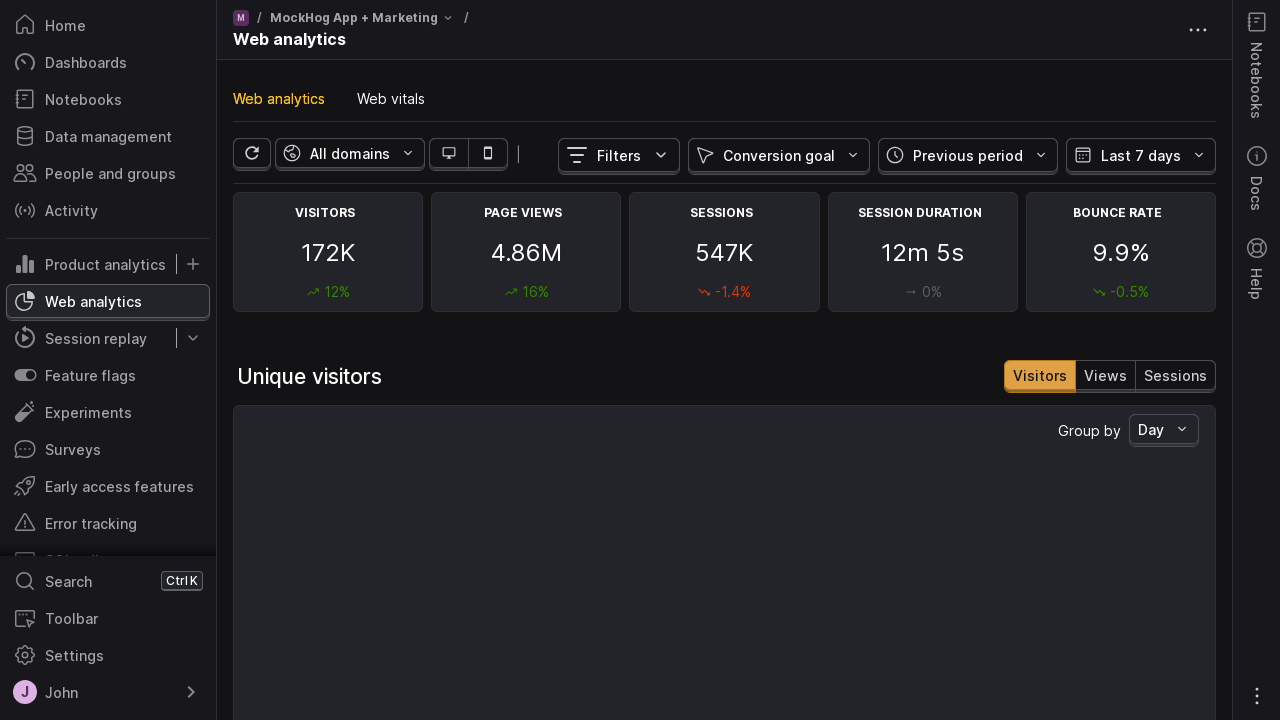 Home
Dashboards
Notebooks
Data management
People and groups
Activity
Product analytics
Web analytics
Session replay
Feature flags
Experiments
Surveys
Early access features
Error tracking
Search Ctrl K
Toolbar
Settings
J John
M / MockHog App + Marketing /
Web analytics
Web analytics Web vitals
All domains Filters Conversion goal Previous period Last 7 days
VISITORS PAGE VIEWS SESSIONS SESSION DURATION BOUNCE RATE
172K 4.86M 547K 12m 5s 9.9%
12% 16% -1.4% 0% -0.5%
Unique visitors Visitors Views Sessions
Group by Day
Notebooks
Docs
Help